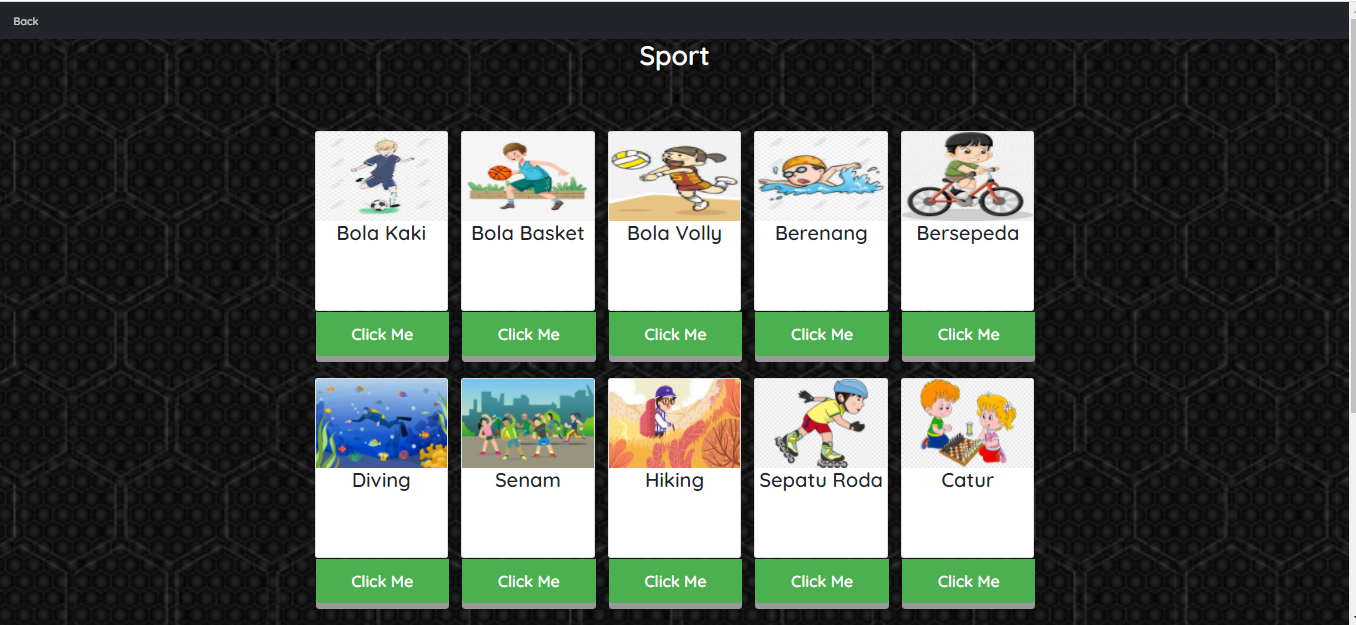 Back
Sport
Bola Kaki
Bola Basket
Bola Volly
Berenang
Bersepeda
Click Me
Click Me
Click Me
Click Me
Click Me
Diving
Senam
Hiking
Sepatu Roda
Catur
Click Me
Click Me
Click Me
Click Me
Click Me